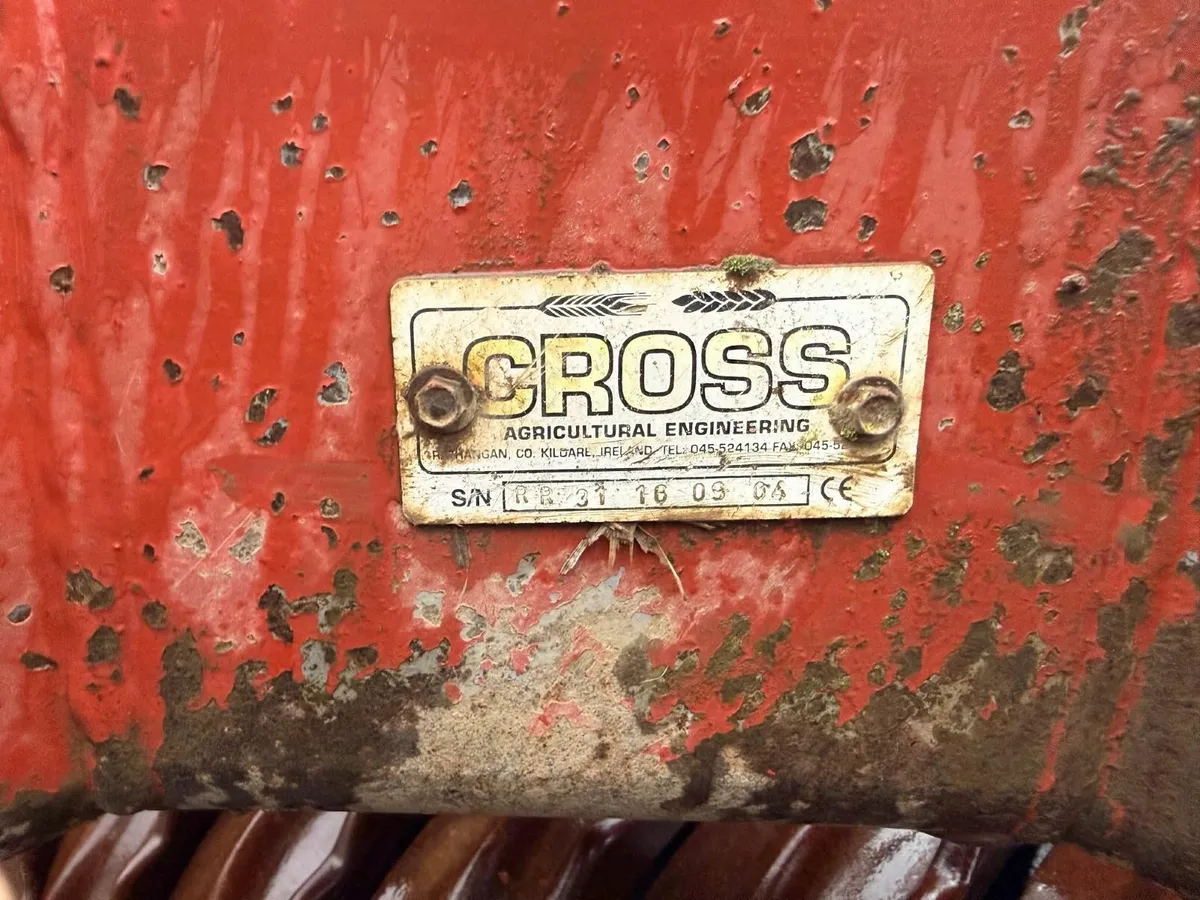 CROSS
AGRICULTURAL ENGINEERING
CO. KILDARE, IRELAND. TEL: 045-524134 FAX: 045-52
S/N RR 31 16 09 04 CE